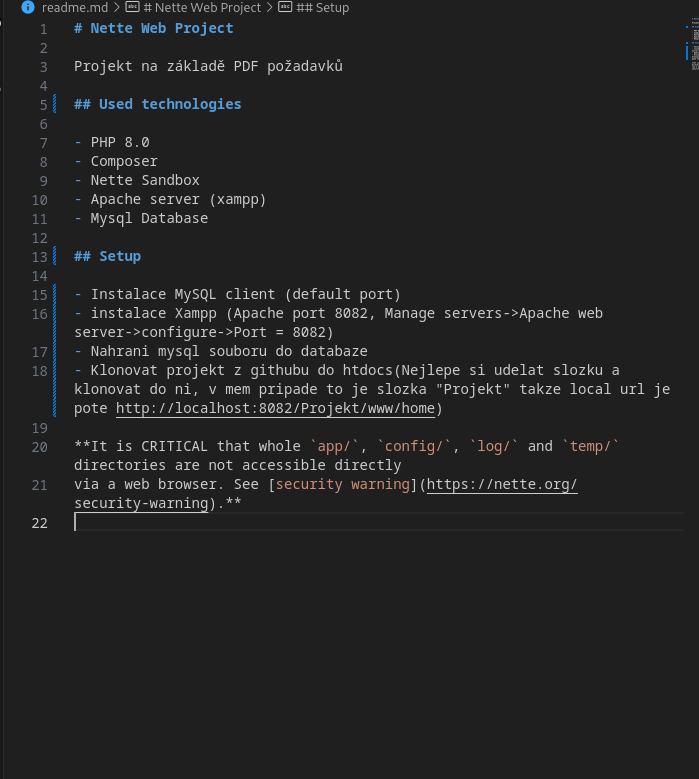 readme.md > # Nette Web Project > ## Setup
1 # Nette Web Project
2
3 Projekt na základě PDF požadavků
4
5 ## Used technologies
6
7 - PHP 8.0
8 - Composer
9 - Nette Sandbox
10 - Apache server (xampp)
11 - Mysql Database
12
13 ## Setup
14
15 - Instalace MySQL client (default port)
16 - instalace Xampp (Apache port 8082, Manage servers->Apache web
server->configure->Port = 8082)
17 - Nahrani mysql souboru do databaze
18 - Klonovat projekt z githubu do htdocs(Nejlepe si udelat slozku a
klonovat do ni, v mem pripade to je slozka "Projekt" takze local url je
pote http://localhost:8082/Projekt/www/home)
19
20 **It is CRITICAL that whole `app/`, `config/`, `log/` and `temp/`
directories are not accessible directly
21 via a web browser. See [security warning](https://nette.org/
security-warning).**
22